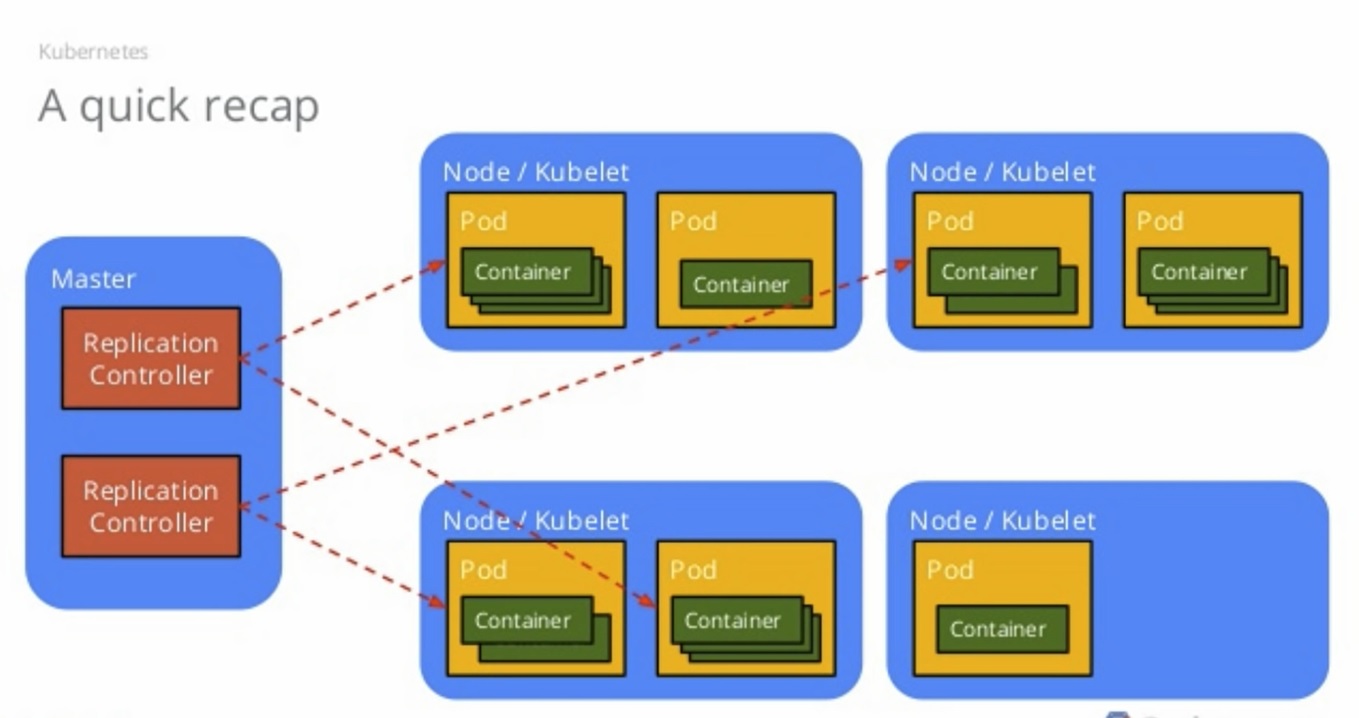 Kubernetes
A quick recap
Master
Replication
Controller
Replication
Controller
Node / Kubelet
Pod
Container
Pod
Container
Node / Kubelet
Pod
Container
Pod
Container
Node / Kubelet
Pod
Container
Pod
Container
Node / Kubelet
Pod
Container